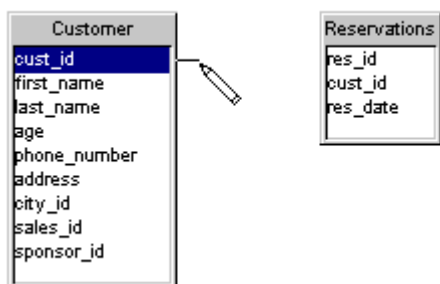 Customer
cust_id
first_name
last_name
age
phone_number
address
city_id
sales_id
sponsor_id
Reservations
res_id
cust_id
res_date